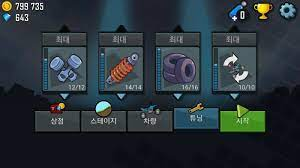 799 735
643
최대 최대 최대 최대
12/12 14/14 16/16 10/10
상점 스테이지 차량 튜닝 시작